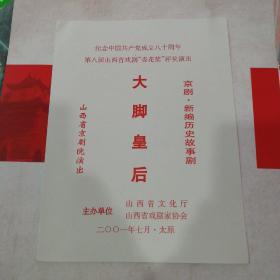 纪念中国共产党成立八十周年
第八届山西省戏剧“杏花奖”评奖演出
京剧·新编历史故事剧
大脚皇后
山西省京剧院演出
主办单位
山西省文化厅
山西省戏剧家协会
二〇〇一年七月·太原